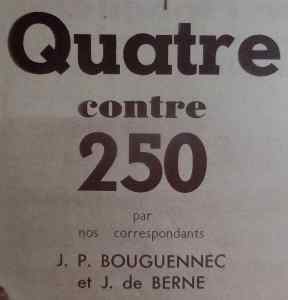 Quatre
contre
250
par
nos correspondants
J. P. BOUGUENNEC
et J. de BERNE